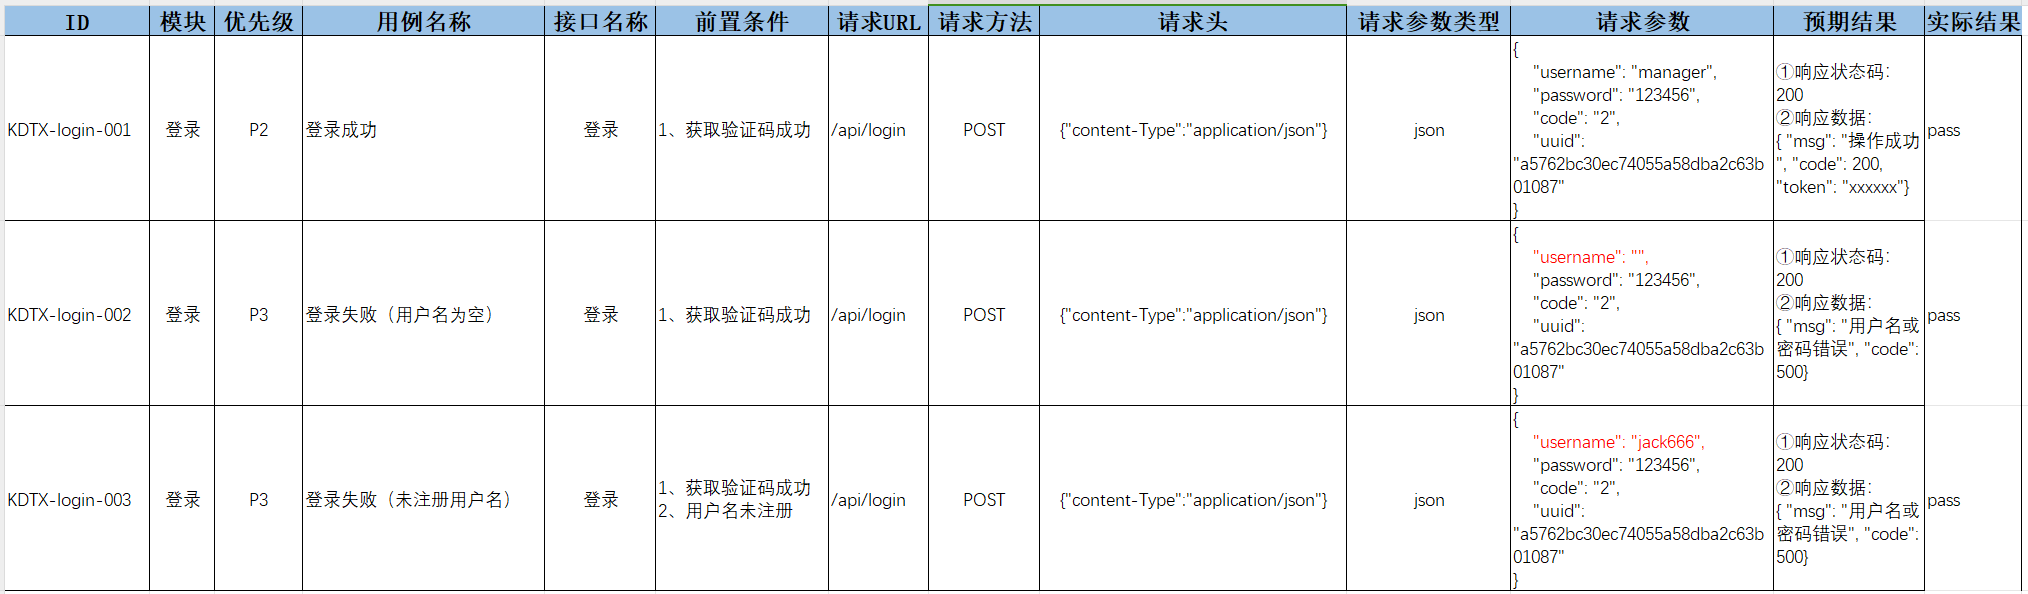 ID 模块 优先级 用例名称 接口名称 前置条件 请求URL 请求方法 请求头 请求参数类型 请求参数 预期结果 实际结果
KDTX-login-001
登录
P2
登录成功
登录
1、获取验证码成功
/api/login
POST
{"content-Type":"application/json"}
json
{
"username": "manager",
"password": "123456",
"code": "2",
"uuid":
"a5762bc30ec74055a58dba2c63b
01087"
}
①响应状态码：
200
②响应数据：
{ "msg": "操作成功
", "code": 200,
"token": "xxxxxx"}
pass
KDTX-login-002
登录
P3
登录失败（用户名为空）
登录
1、获取验证码成功
/api/login
POST
{"content-Type":"application/json"}
json
{
"username": "",
"password": "123456",
"code": "2",
"uuid":
"a5762bc30ec74055a58dba2c63b
01087"
}
①响应状态码：
200
②响应数据：
{ "msg": "用户名或
密码错误", "code":
500}
pass
KDTX-login-003
登录
P3
登录失败（未注册用户名）
登录
1、获取验证码成功
2、用户名未注册
/api/login
POST
{"content-Type":"application/json"}
json
{
"username": "jack666",
"password": "123456",
"code": "2",
"uuid":
"a5762bc30ec74055a58dba2c63b
01087"
}
①响应状态码：
200
②响应数据：
{ "msg": "用户名或
密码错误", "code":
500}
pass